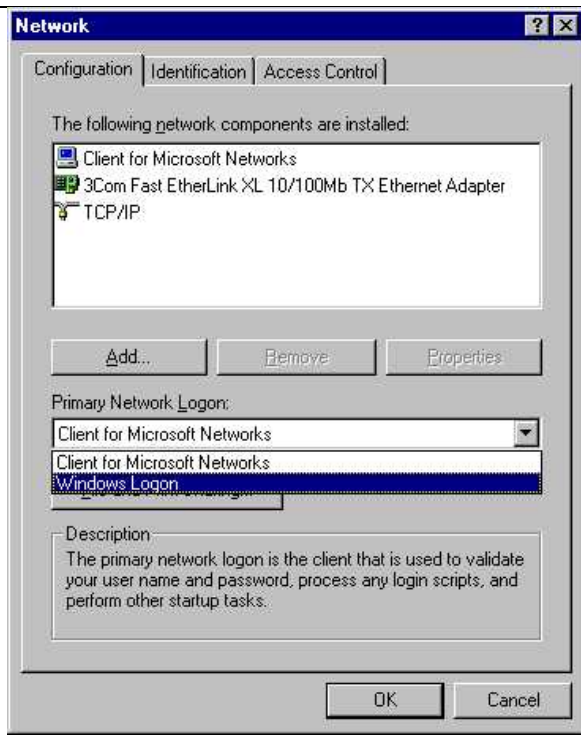 Network
Configuration Identification Access Control
The following network components are installed:
Client for Microsoft Networks
3Com Fast EtherLink XL 10/100Mb TX Ethernet Adapter
TCP/IP
Add... Remove Properties
Primary Network Logon:
Client for Microsoft Networks
Client for Microsoft Networks
Windows Logon
Description
The primary network logon is the client that is used to validate
your user name and password, process any login scripts, and
perform other startup tasks.
OK Cancel